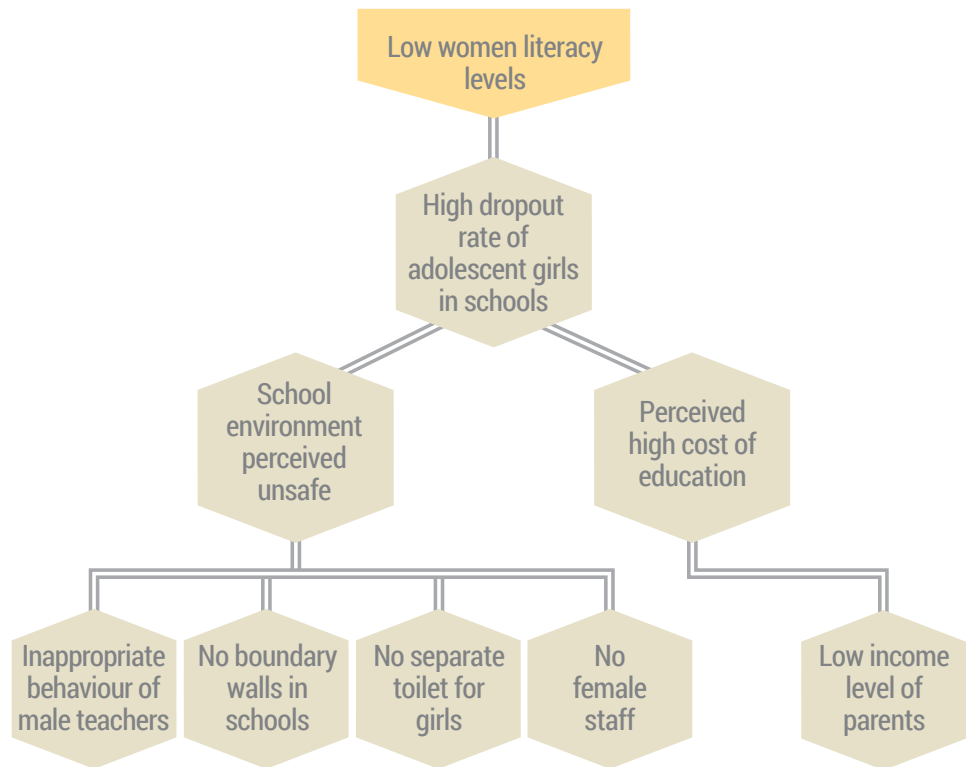 Low women literacy
levels
High dropout
rate of
adolescent girls
in schools
School
environment
perceived
unsafe
Perceived
high cost of
education
Inappropriate
behaviour of
male teachers
No boundary
walls in
schools
No separate
toilet for
girls
No
female
staff
Low income
level of
parents